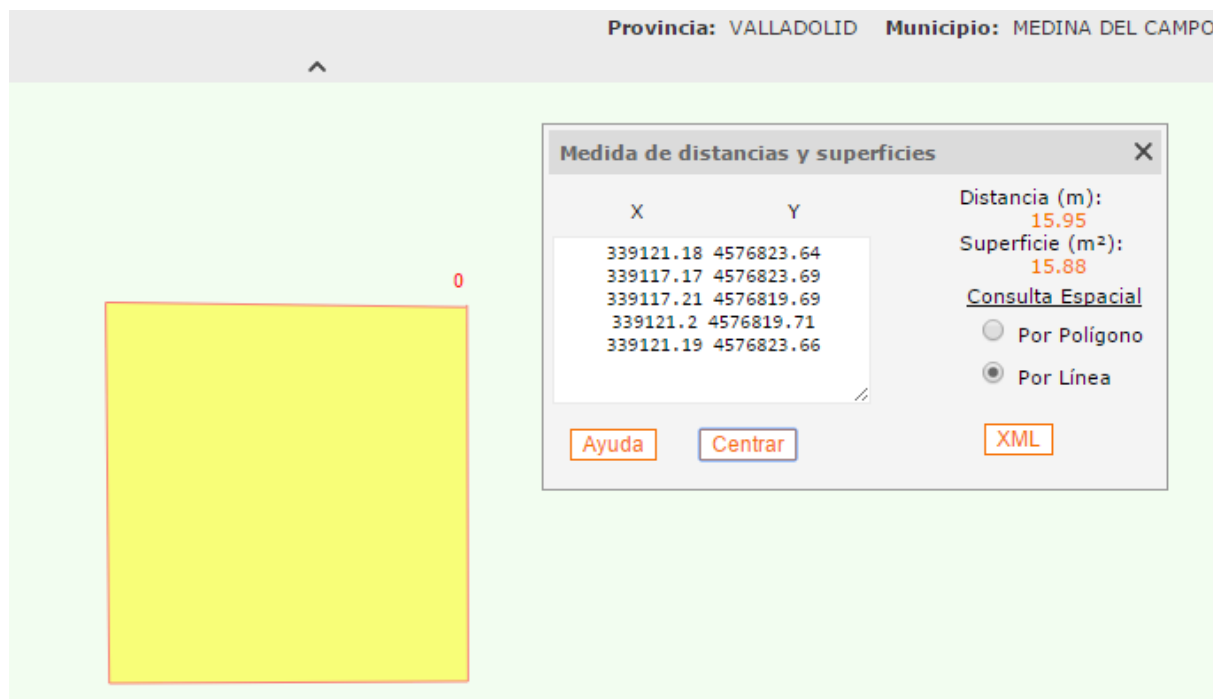 Provincia: VALLADOLID Municipio: MEDINA DEL CAMPO
Medida de distancias y superficies
X Y
339121.18 4576823.64
339117.17 4576823.69
339117.21 4576819.69
339121.2 4576819.71
339121.19 4576823.66
Distancia (m):
15.95
Superficie (m²):
15.88
Consulta Espacial
Por Polígono
Por Línea
Ayuda Centrar XML
0